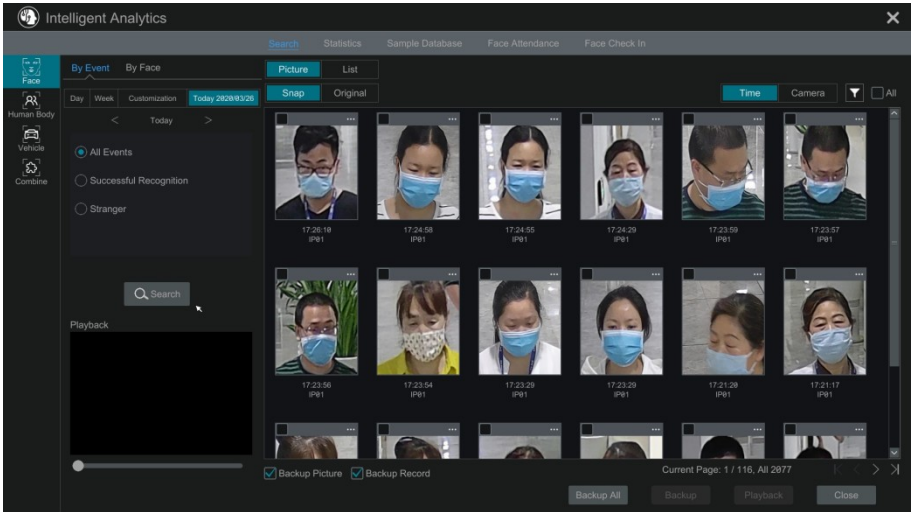 Intelligent Analytics
Search Statistics Sample Database Face Attendance Face Check In
Face
Human Body
Vehicle
Combine
By Event By Face
Day Week Customization Today 2020/03/26
< Today >
All Events
Successful Recognition
Stranger
Search
Playback
Picture List
Snap Original
Time Camera All
17:26:10 17:24:58 17:24:55 17:24:29 17:23:59 17:23:57
IP01 IP01 IP01 IP01 IP01 IP01
17:23:56 17:23:54 17:23:29 17:23:29 17:21:20 17:21:17
IP01 IP01 IP01 IP01 IP01 IP01
Backup Picture Backup Record
Current Page: 1 / 116, All 2077
Backup All Backup Playback Close